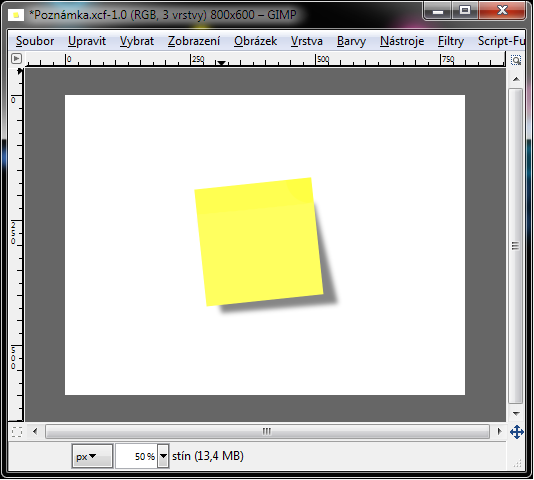 *Poznámka.xcf-1.0 (RGB, 3 vrstvy) 800x600 – GIMP
Soubor Upravit Vybrat Zobrazení Obrázek Vrstva Barvy Nástroje Filtry Script-Fu
0 250 500 750
0
250
500
px 50 % stín (13,4 MB)